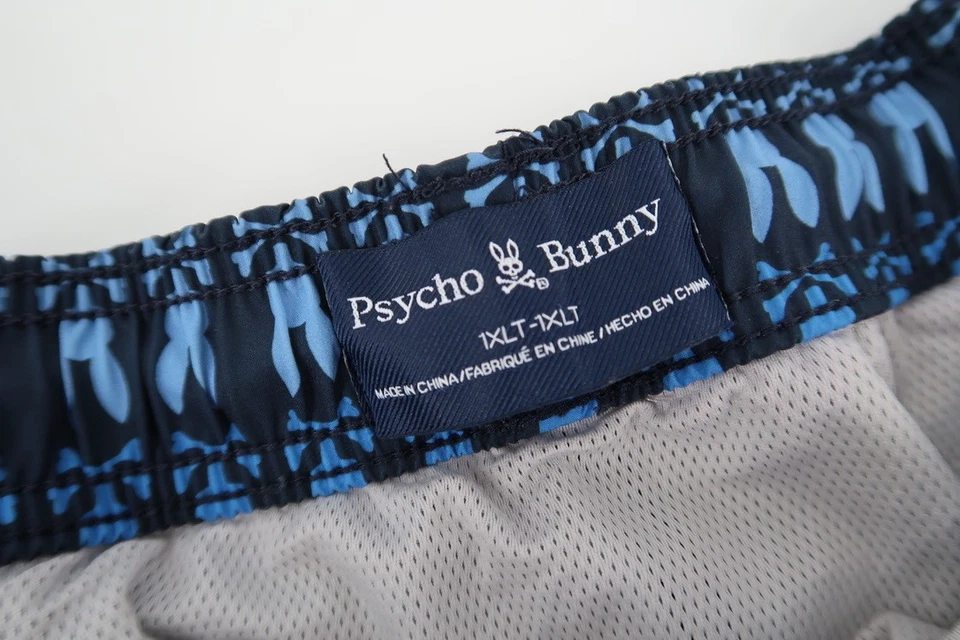 Psycho Bunny
1XLT-1XLT
MADE IN CHINA/FABRIQUÉ EN CHINE/HECHO EN CHINA